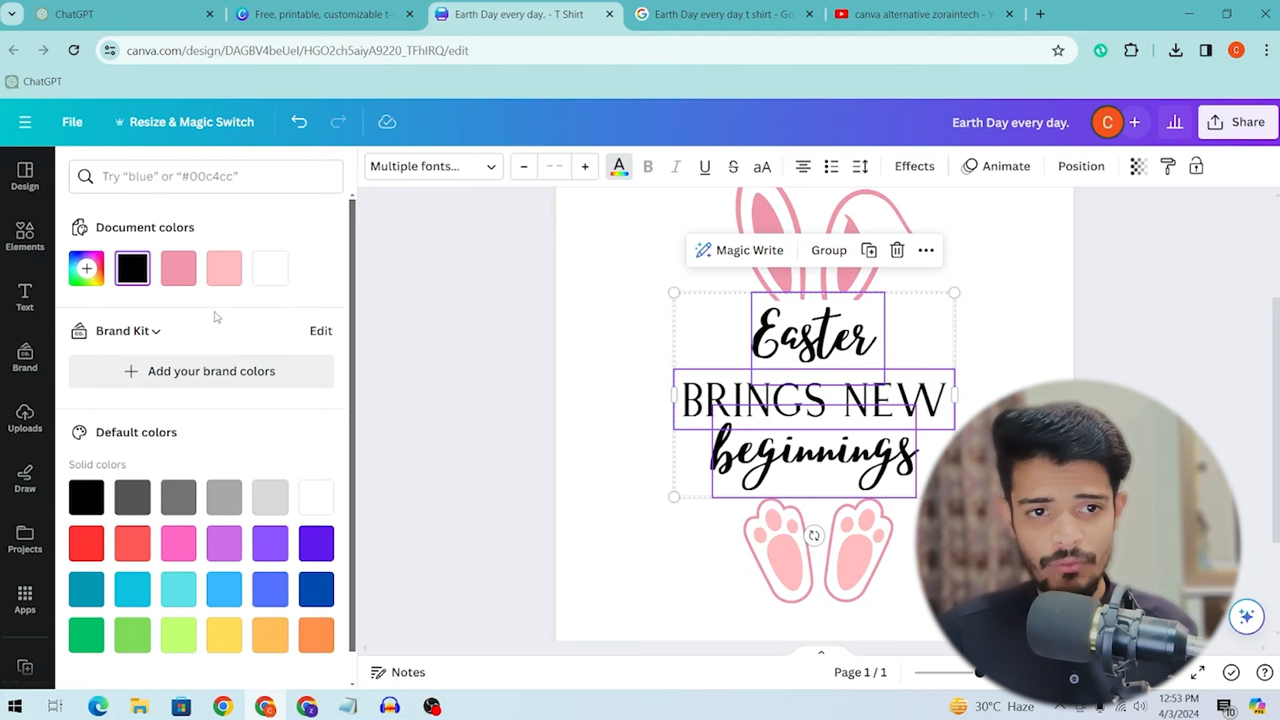 ChatGPT
Free, printable, customizable t-
Earth Day every day. - T Shirt
Earth Day every day t shirt - Go
canva alternative zoraintech - Y
canva.com/design/DAGBV4beUeI/HGO2ch5aiyA9220_TFhIRQ/edit
C
ChatGPT
File
Resize & Magic Switch
Earth Day every day.
C
Share
Design
Elements
Text
Brand
Uploads
Draw
Projects
Apps
Try “blue” or “#00c4cc”
Document colors
Brand Kit
Edit
Add your brand colors
Default colors
Solid colors
Multiple fonts...
A
B
I
U
S
aA
Effects
Animate
Position
Magic Write
Group
Easter
BRINGS NEW
beginnings
Notes
Page 1 / 1
30°C Haze
12:53 PM
4/3/2024